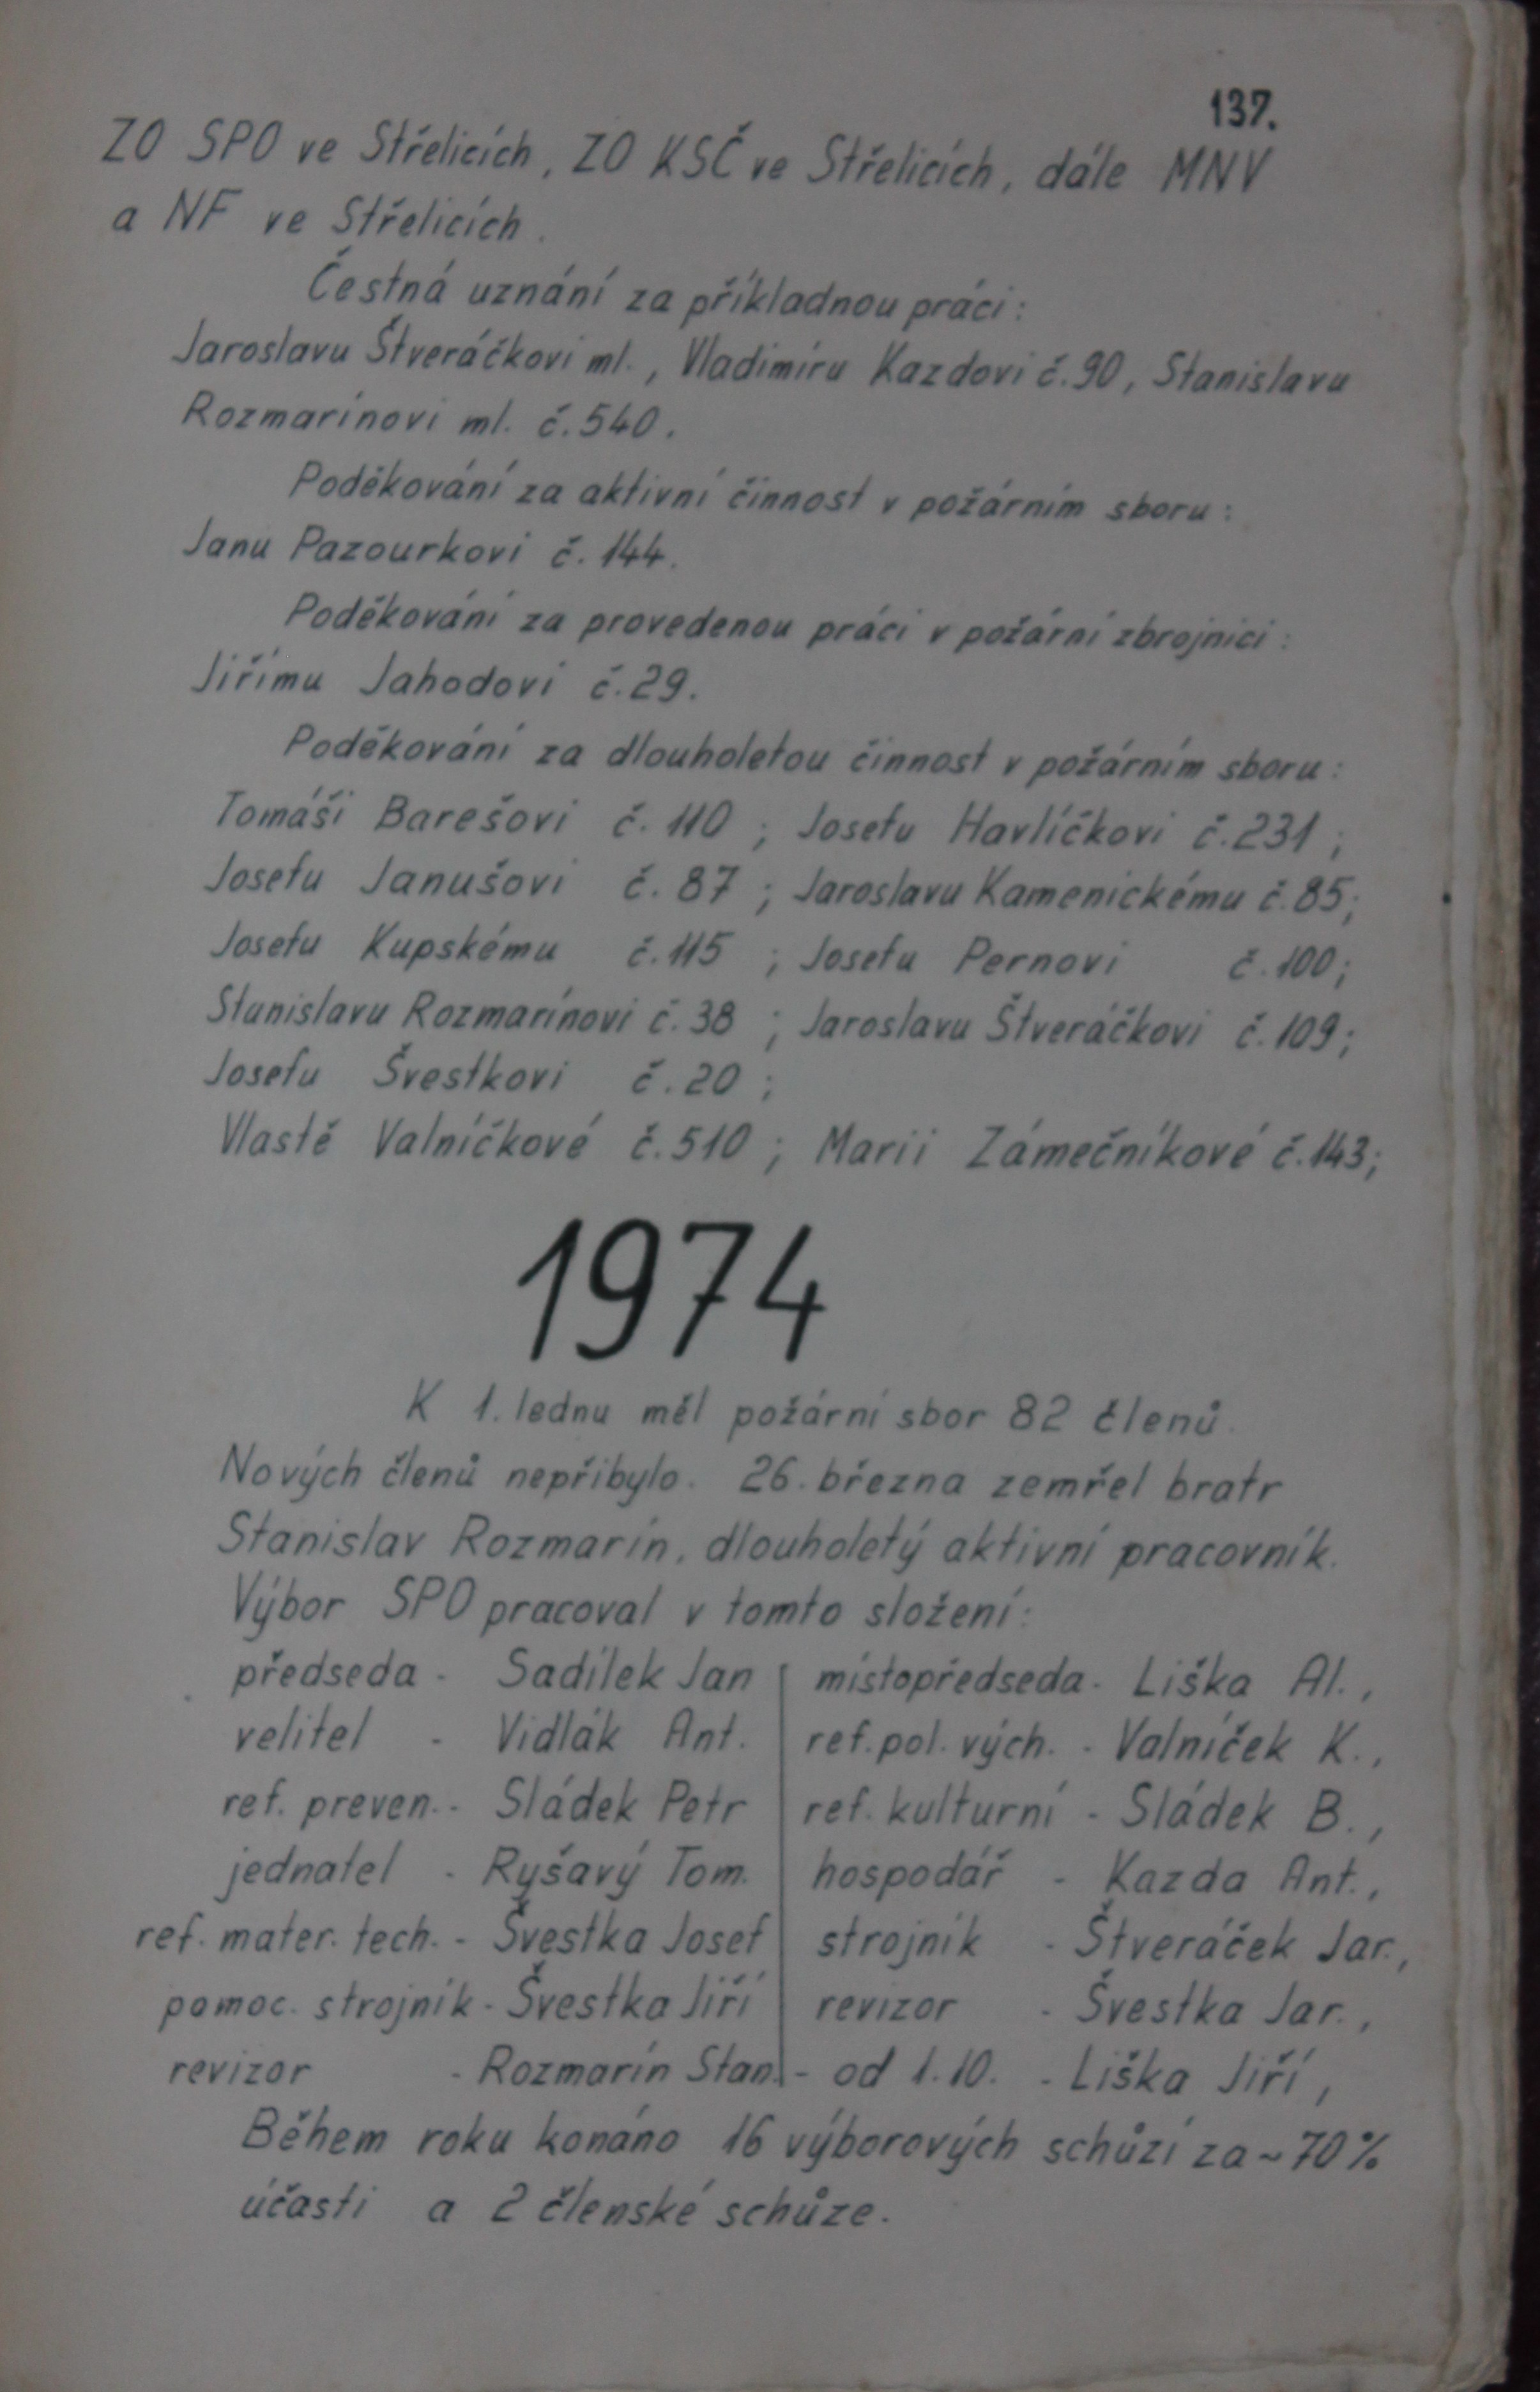 137.
ZO SPO ve Střelicích, ZO KSČ ve Střelicích, dále MNV
a NF ve Střelicích.
Čestná uznání za příkladnou práci:
Jaroslavu Štveráčkovi ml., Vladimíru Kazdovi č.90, Stanislavu
Rozmarínovi ml. č.540.
Poděkování za aktivní činnost v požárním sboru:
Janu Pazourkovi č.144.
Poděkování za provedenou práci v požární zbrojnici:
Jiřímu Jahodovi č.29.
Poděkování za dlouholetou činnost v požárním sboru:
Tomáši Barešovi č.110 ; Josefu Havlíčkovi č.231 ;
Josefu Janušovi č.87 ; Jaroslavu Kamenickému č.85;
Josefu Kupskému č.115 ; Josefu Pernovi č.100;
Stanislavu Rozmarínovi č.38 ; Jaroslavu Štveráčkovi č.109;
Josefu Švestkovi č.20 ;
Vlastě Valníčkové č.510 ; Marii Zámečníkové č.143;
1974
K 1. lednu měl požární sbor 82 členů.
Nových členů nepřibylo. 26. března zemřel bratr
Stanislav Rozmarín, dlouholetý aktivní pracovník.
Výbor SPO pracoval v tomto složení:
předseda - Sadílek Jan | místopředseda - Liška Al.,
velitel - Vidlák Ant. | ref. pol. vých. - Valníček K.,
ref. preven. - Sládek Petr | ref. kulturní - Sládek B.,
jednatel - Ryšavý Tom. | hospodář - Kazda Ant.,
ref. mater. tech. - Švestka Josef | strojník - Štveráček Jar.,
pomoc. strojník - Švestka Jiří | revizor - Švestka Jar.,
revizor - Rozmarín Stan. | - od 1.10. - Liška Jiří,
Během roku konáno 16 výborových schůzí za ~ 70%
účasti a 2 členské schůze.